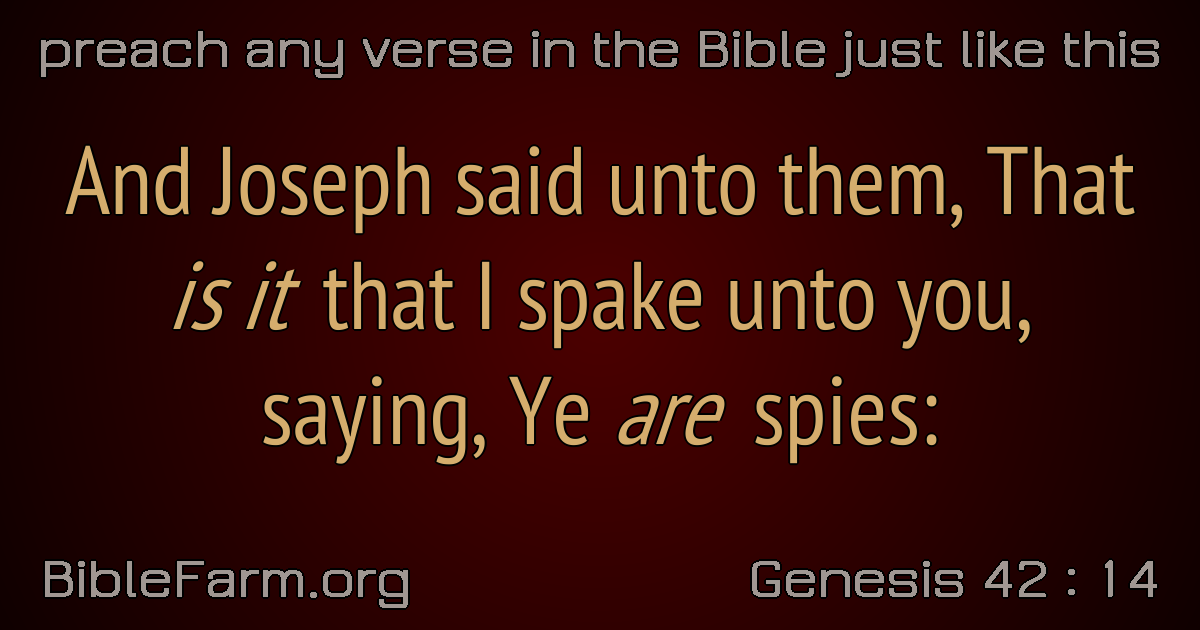 preach any verse in the Bible just like this
And Joseph said unto them, That
is it that I spake unto you,
saying, Ye are spies:
BibleFarm.org
Genesis 42 : 14